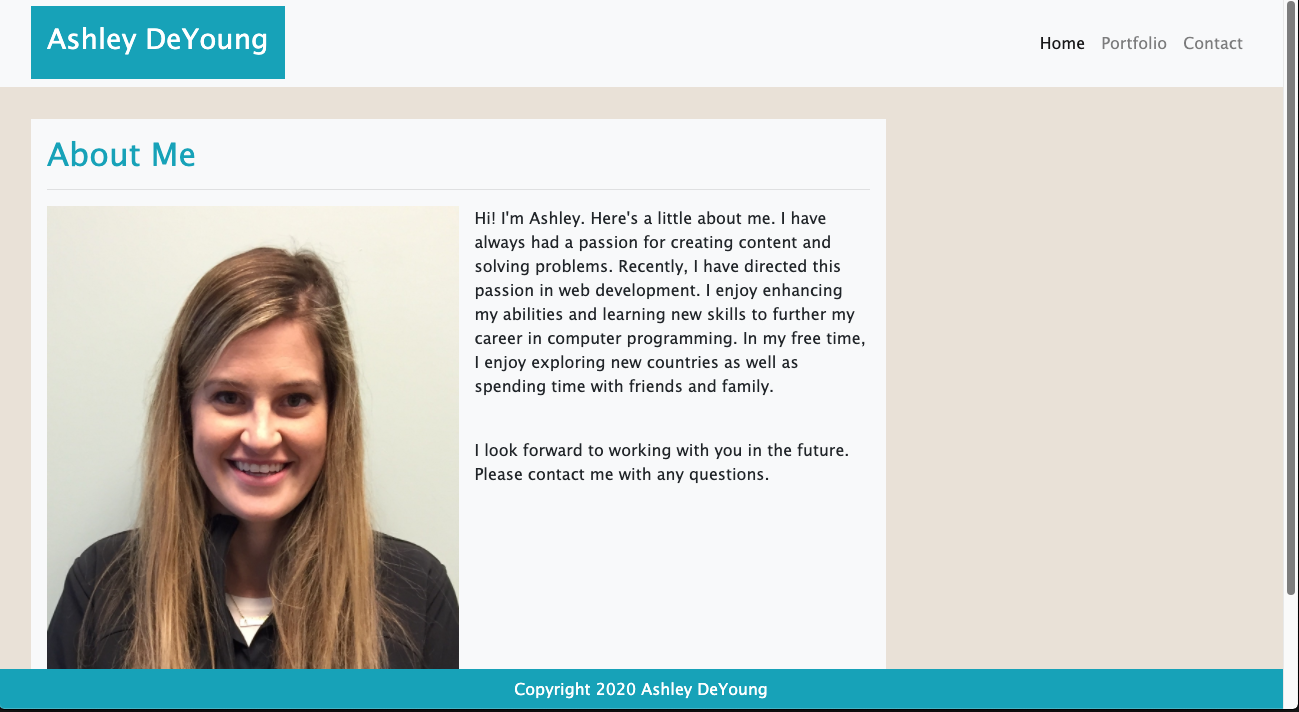 Ashley DeYoung
Home Portfolio Contact
About Me
Hi! I'm Ashley. Here's a little about me. I have
always had a passion for creating content and
solving problems. Recently, I have directed this
passion in web development. I enjoy enhancing
my abilities and learning new skills to further my
career in computer programming. In my free time,
I enjoy exploring new countries as well as
spending time with friends and family.
I look forward to working with you in the future.
Please contact me with any questions.
Copyright 2020 Ashley DeYoung